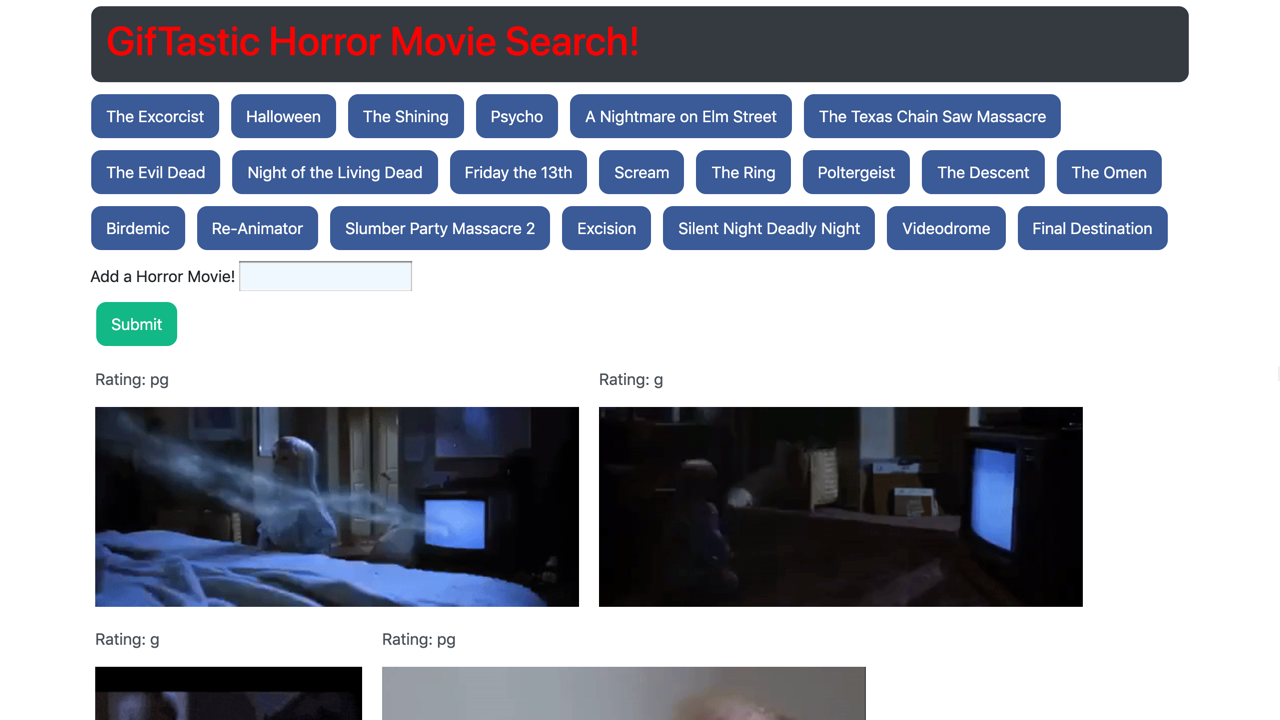 GifTastic Horror Movie Search!
The Excorcist Halloween The Shining Psycho A Nightmare on Elm Street The Texas Chain Saw Massacre
The Evil Dead Night of the Living Dead Friday the 13th Scream The Ring Poltergeist The Descent The Omen
Birdemic Re-Animator Slumber Party Massacre 2 Excision Silent Night Deadly Night Videodrome Final Destination
Add a Horror Movie!
Submit
Rating: pg Rating: g
Rating: g Rating: pg